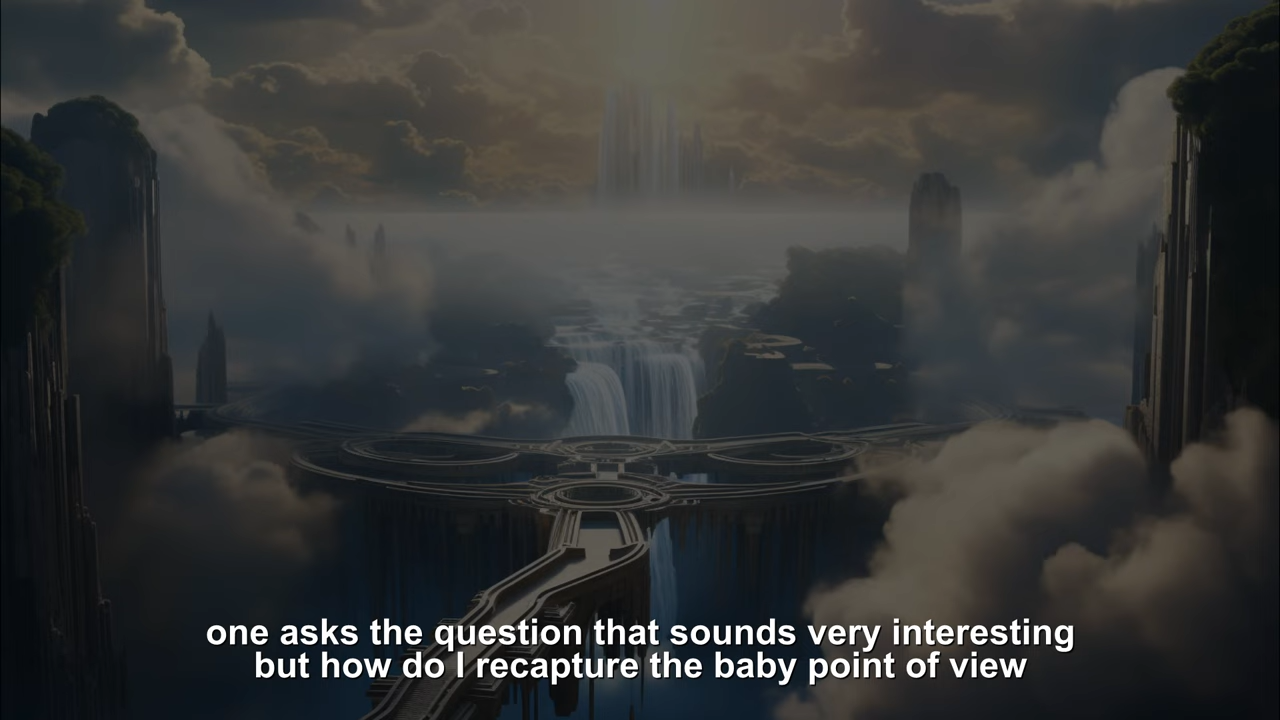 one asks the question that sounds very interesting
but how do I recapture the baby point of view